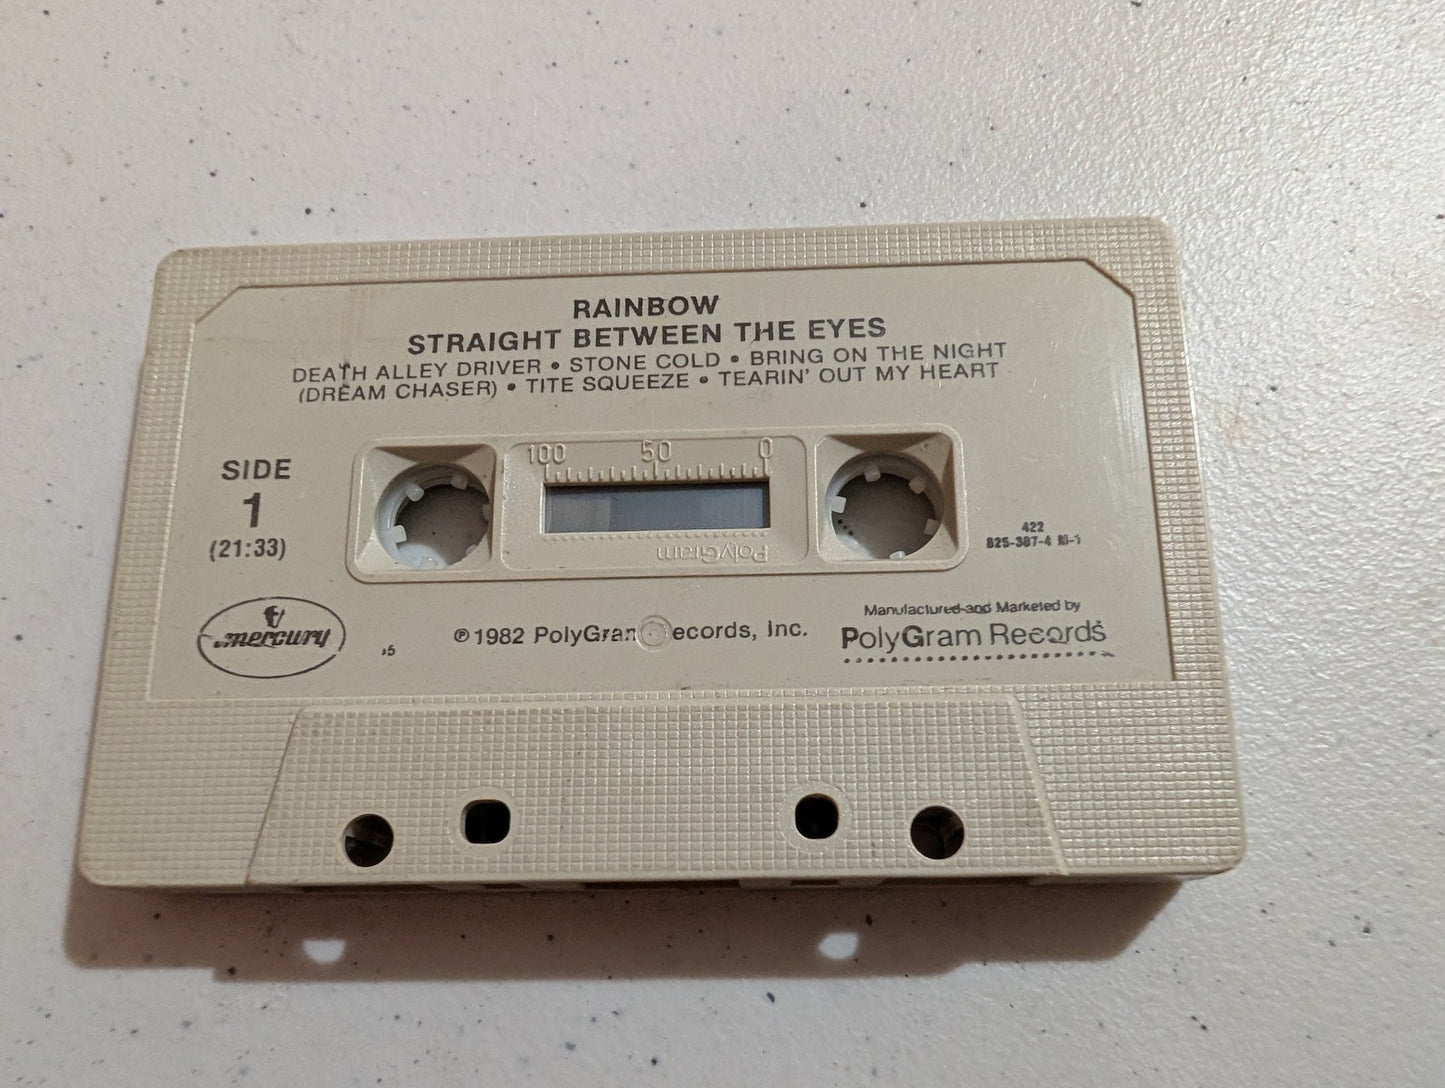 RAINBOW
STRAIGHT BETWEEN THE EYES
DEATH ALLEY DRIVER • STONE COLD • BRING ON THE NIGHT
(DREAM CHASER) • TITE SQUEEZE • TEARIN' OUT MY HEART
SIDE
1
(21:33)
100 50 0
PolyGram
422
825-387-4 M-1
mercury
℗ 1982 PolyGram Records, Inc.
Manufactured and Marketed by
PolyGram Records